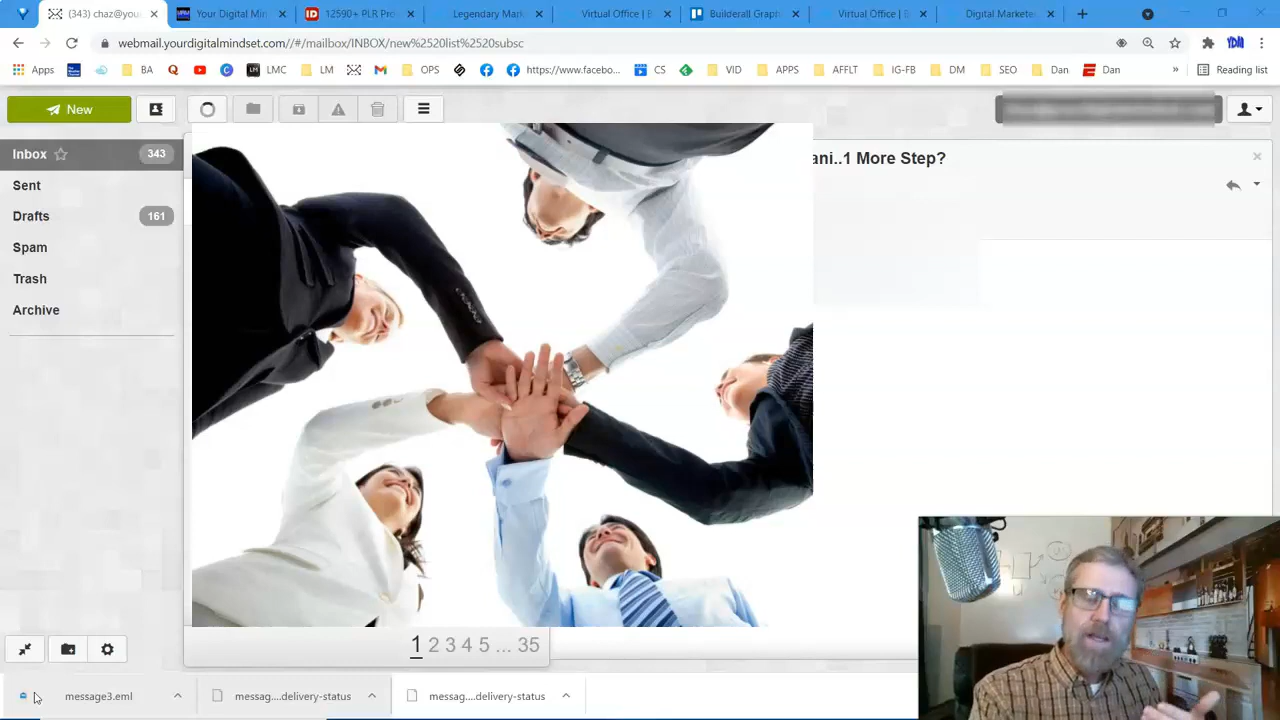 (343) chaz@your
Your Digital Min
12590+ PLR Pro
Legendary Mark
Virtual Office | B
Builderall Graph
Virtual Office | B
Digital Markete
webmail.yourdigitalmindset.com//#/mailbox/INBOX/new%2520list%2520subsc
Apps
BA
LMC
LM
OPS
https://www.facebo...
CS
VID
APPS
AFFLT
IG-FB
DM
SEO
Dan
Dan
»
Reading list
New
Inbox 343
ani..1 More Step?
Sent
Drafts 161
Spam
Trash
Archive
1 2 3 4 5 ... 35
message3.eml
messag....delivery-status
messag....delivery-status